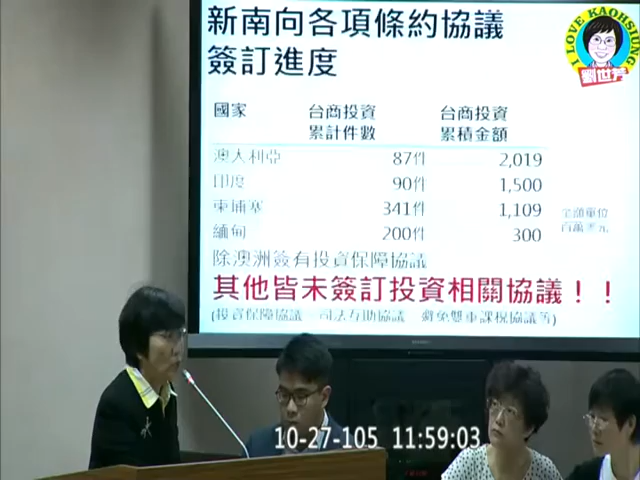 新南向各項條約協議
簽訂進度
I LOVE KAOHSIUNG
劉世芳
國家 台商投資累計件數 台商投資累積金額
澳大利亞 87件 2,019
印度 90件 1,500
柬埔寨 341件 1,109
緬甸 200件 300
金額單位
百萬美元
除澳洲簽有投資保障協議
其他皆未簽訂投資相關協議！！
(投資保障協議 司法互助協議 避免雙重課稅協議等)
10-27-105 11:59:03